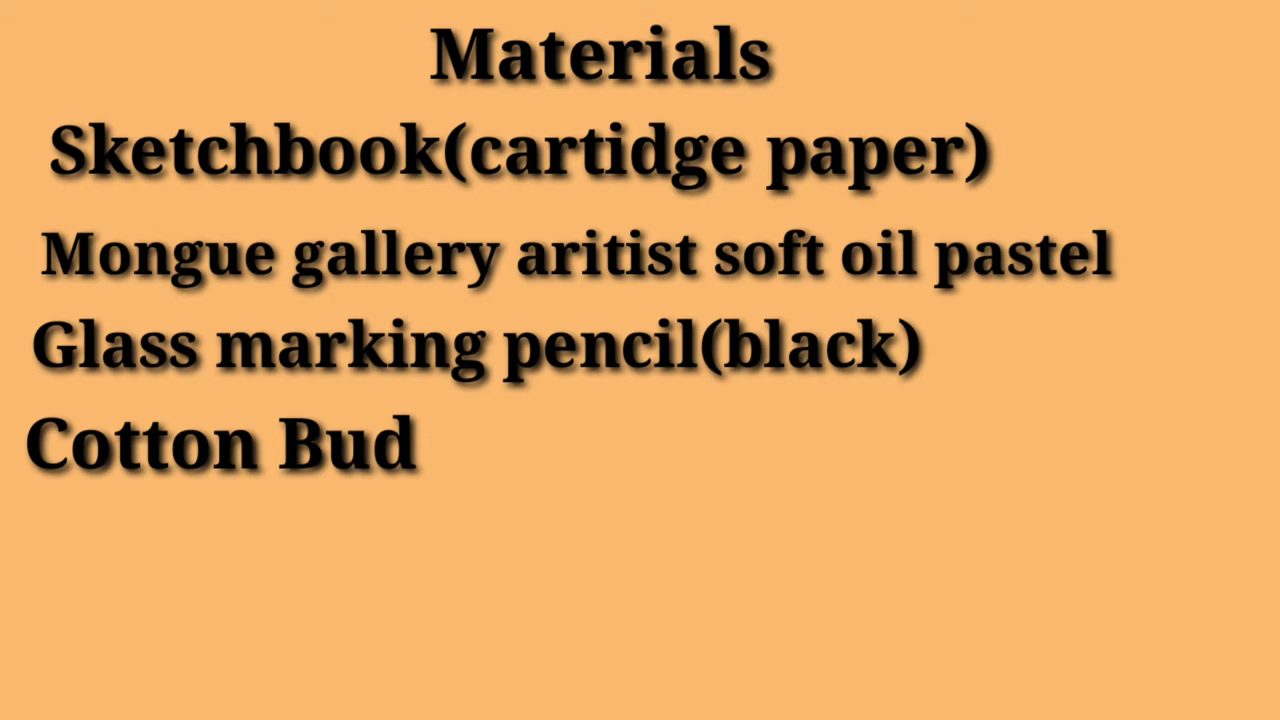 Materials
Sketchbook(cartidge paper)
Mongue gallery aritist soft oil pastel
Glass marking pencil(black)
Cotton Bud